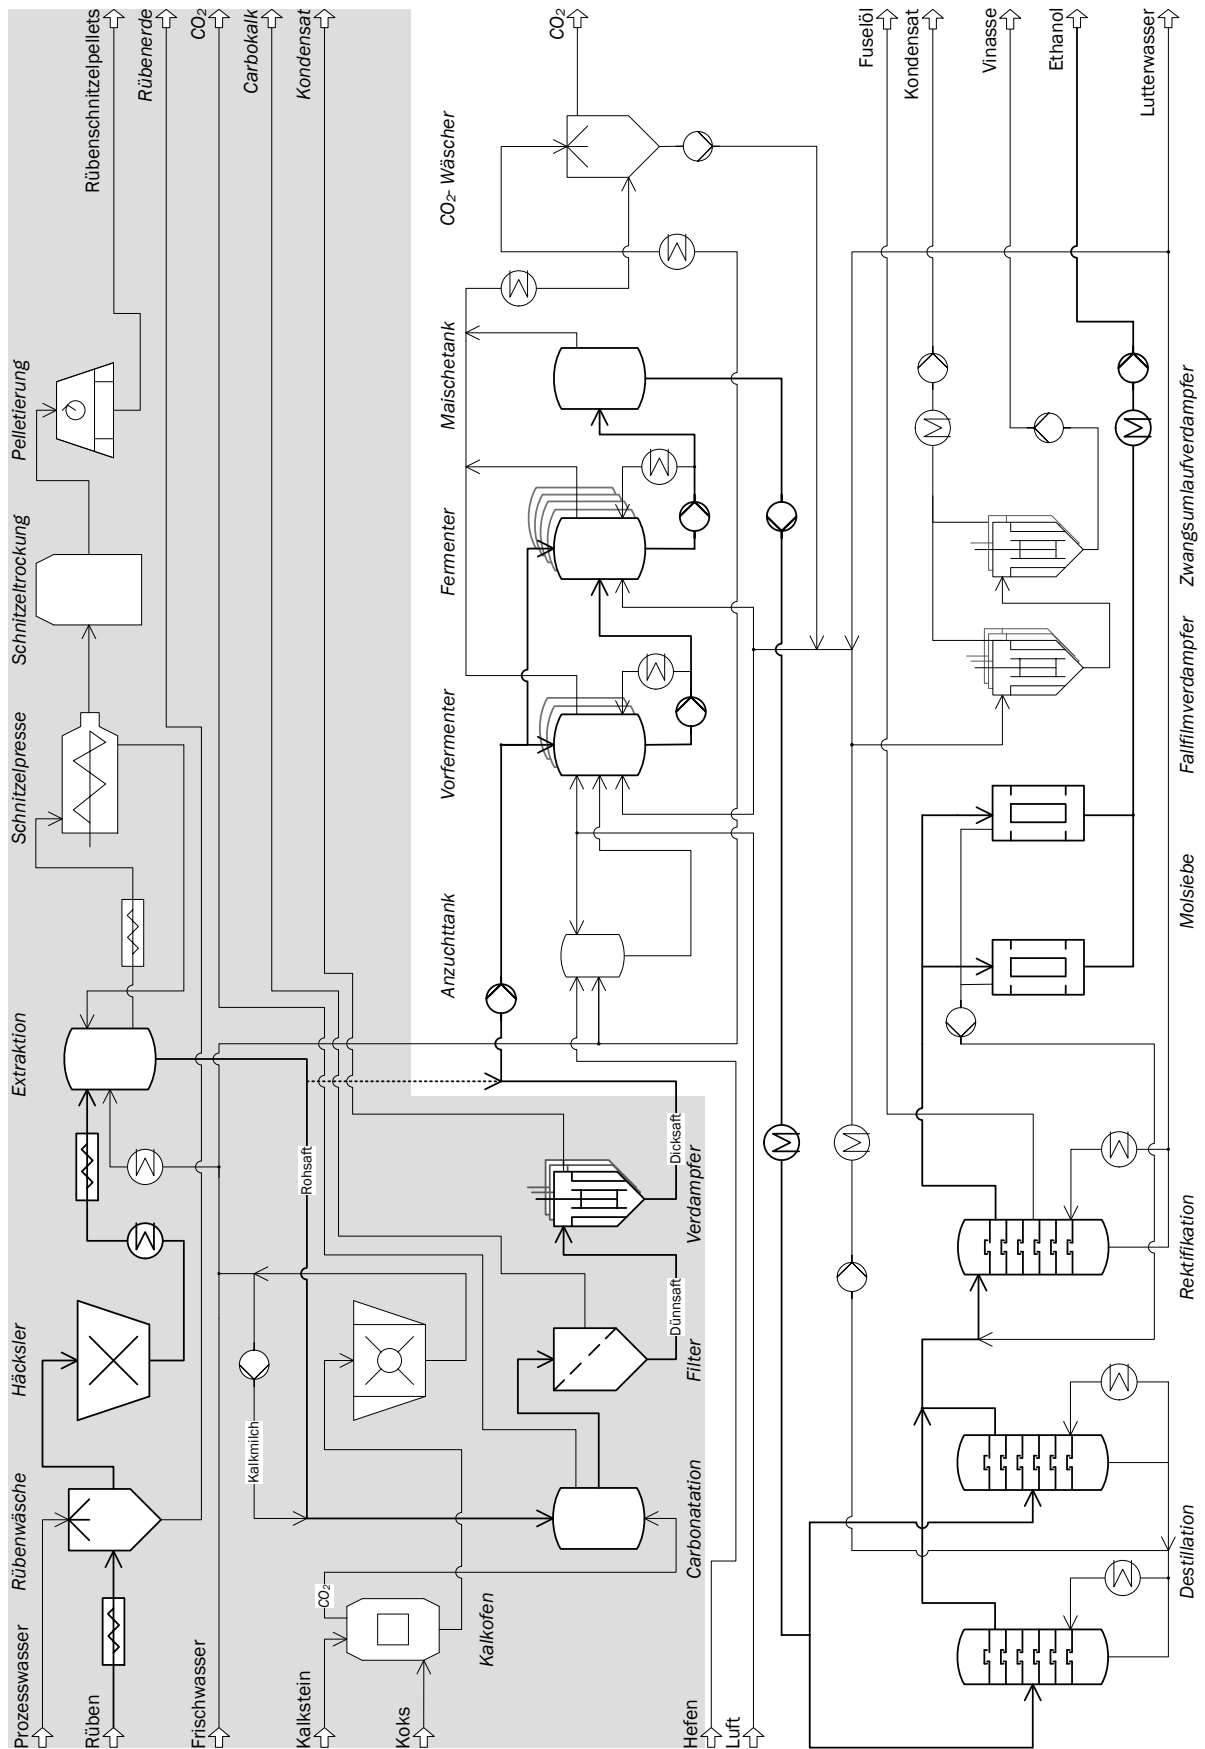 Prozesswasser
Rüben
Frischwasser
Kalkstein
Koks
Hefen
Luft
Rübenwäsche
Häcksler
Extraktion
Schnitzelpresse
Schnitzeltrockung
Pelletierung
Rübenschnitzelpellets
Rübenerde
CO₂
Carbokalk
Kondensat
Kalkmilch
Rohsaft
CO₂
Kalkofen
Carbonatation
Filter
Verdampfer
Dünnsaft
Dicksaft
Anzuchttank
Vorfermenter
Fermenter
Maischetank
CO₂- Wäscher
CO₂
Fuselöl
Kondensat
Vinasse
Ethanol
Lutterwasser
Destillation
Rektifikation
Molsiebe
Fallfilmverdampfer
Zwangsumlaufverdampfer